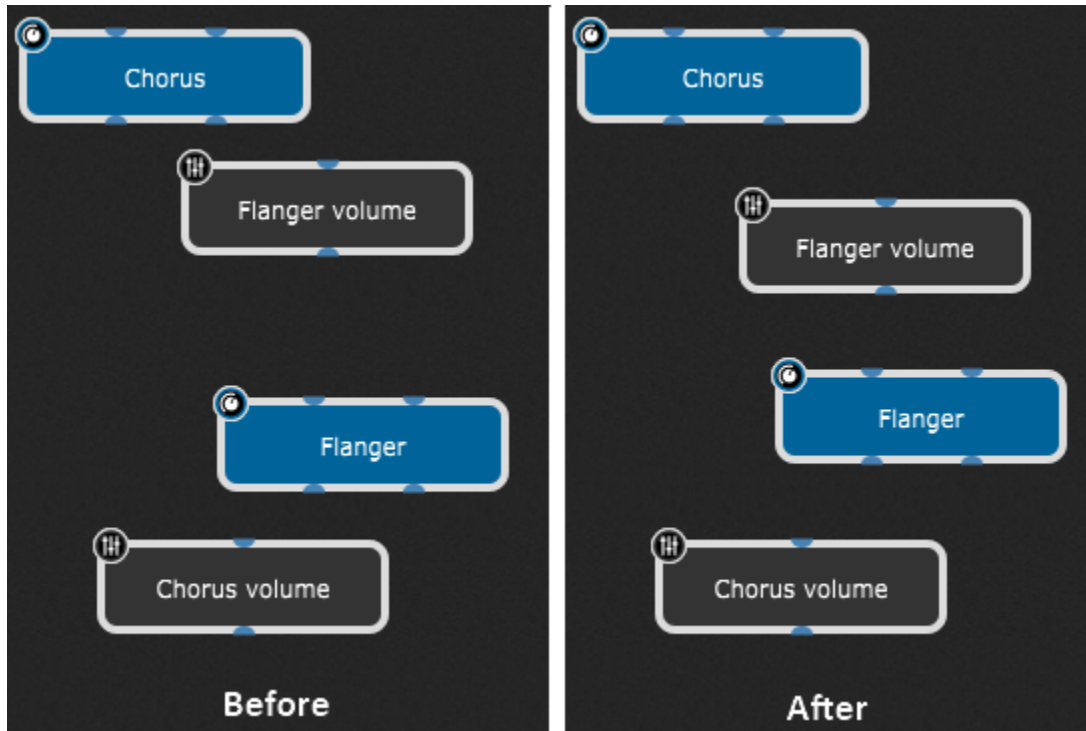 Chorus
Flanger volume
Flanger
Chorus volume
Before
Chorus
Flanger volume
Flanger
Chorus volume
After